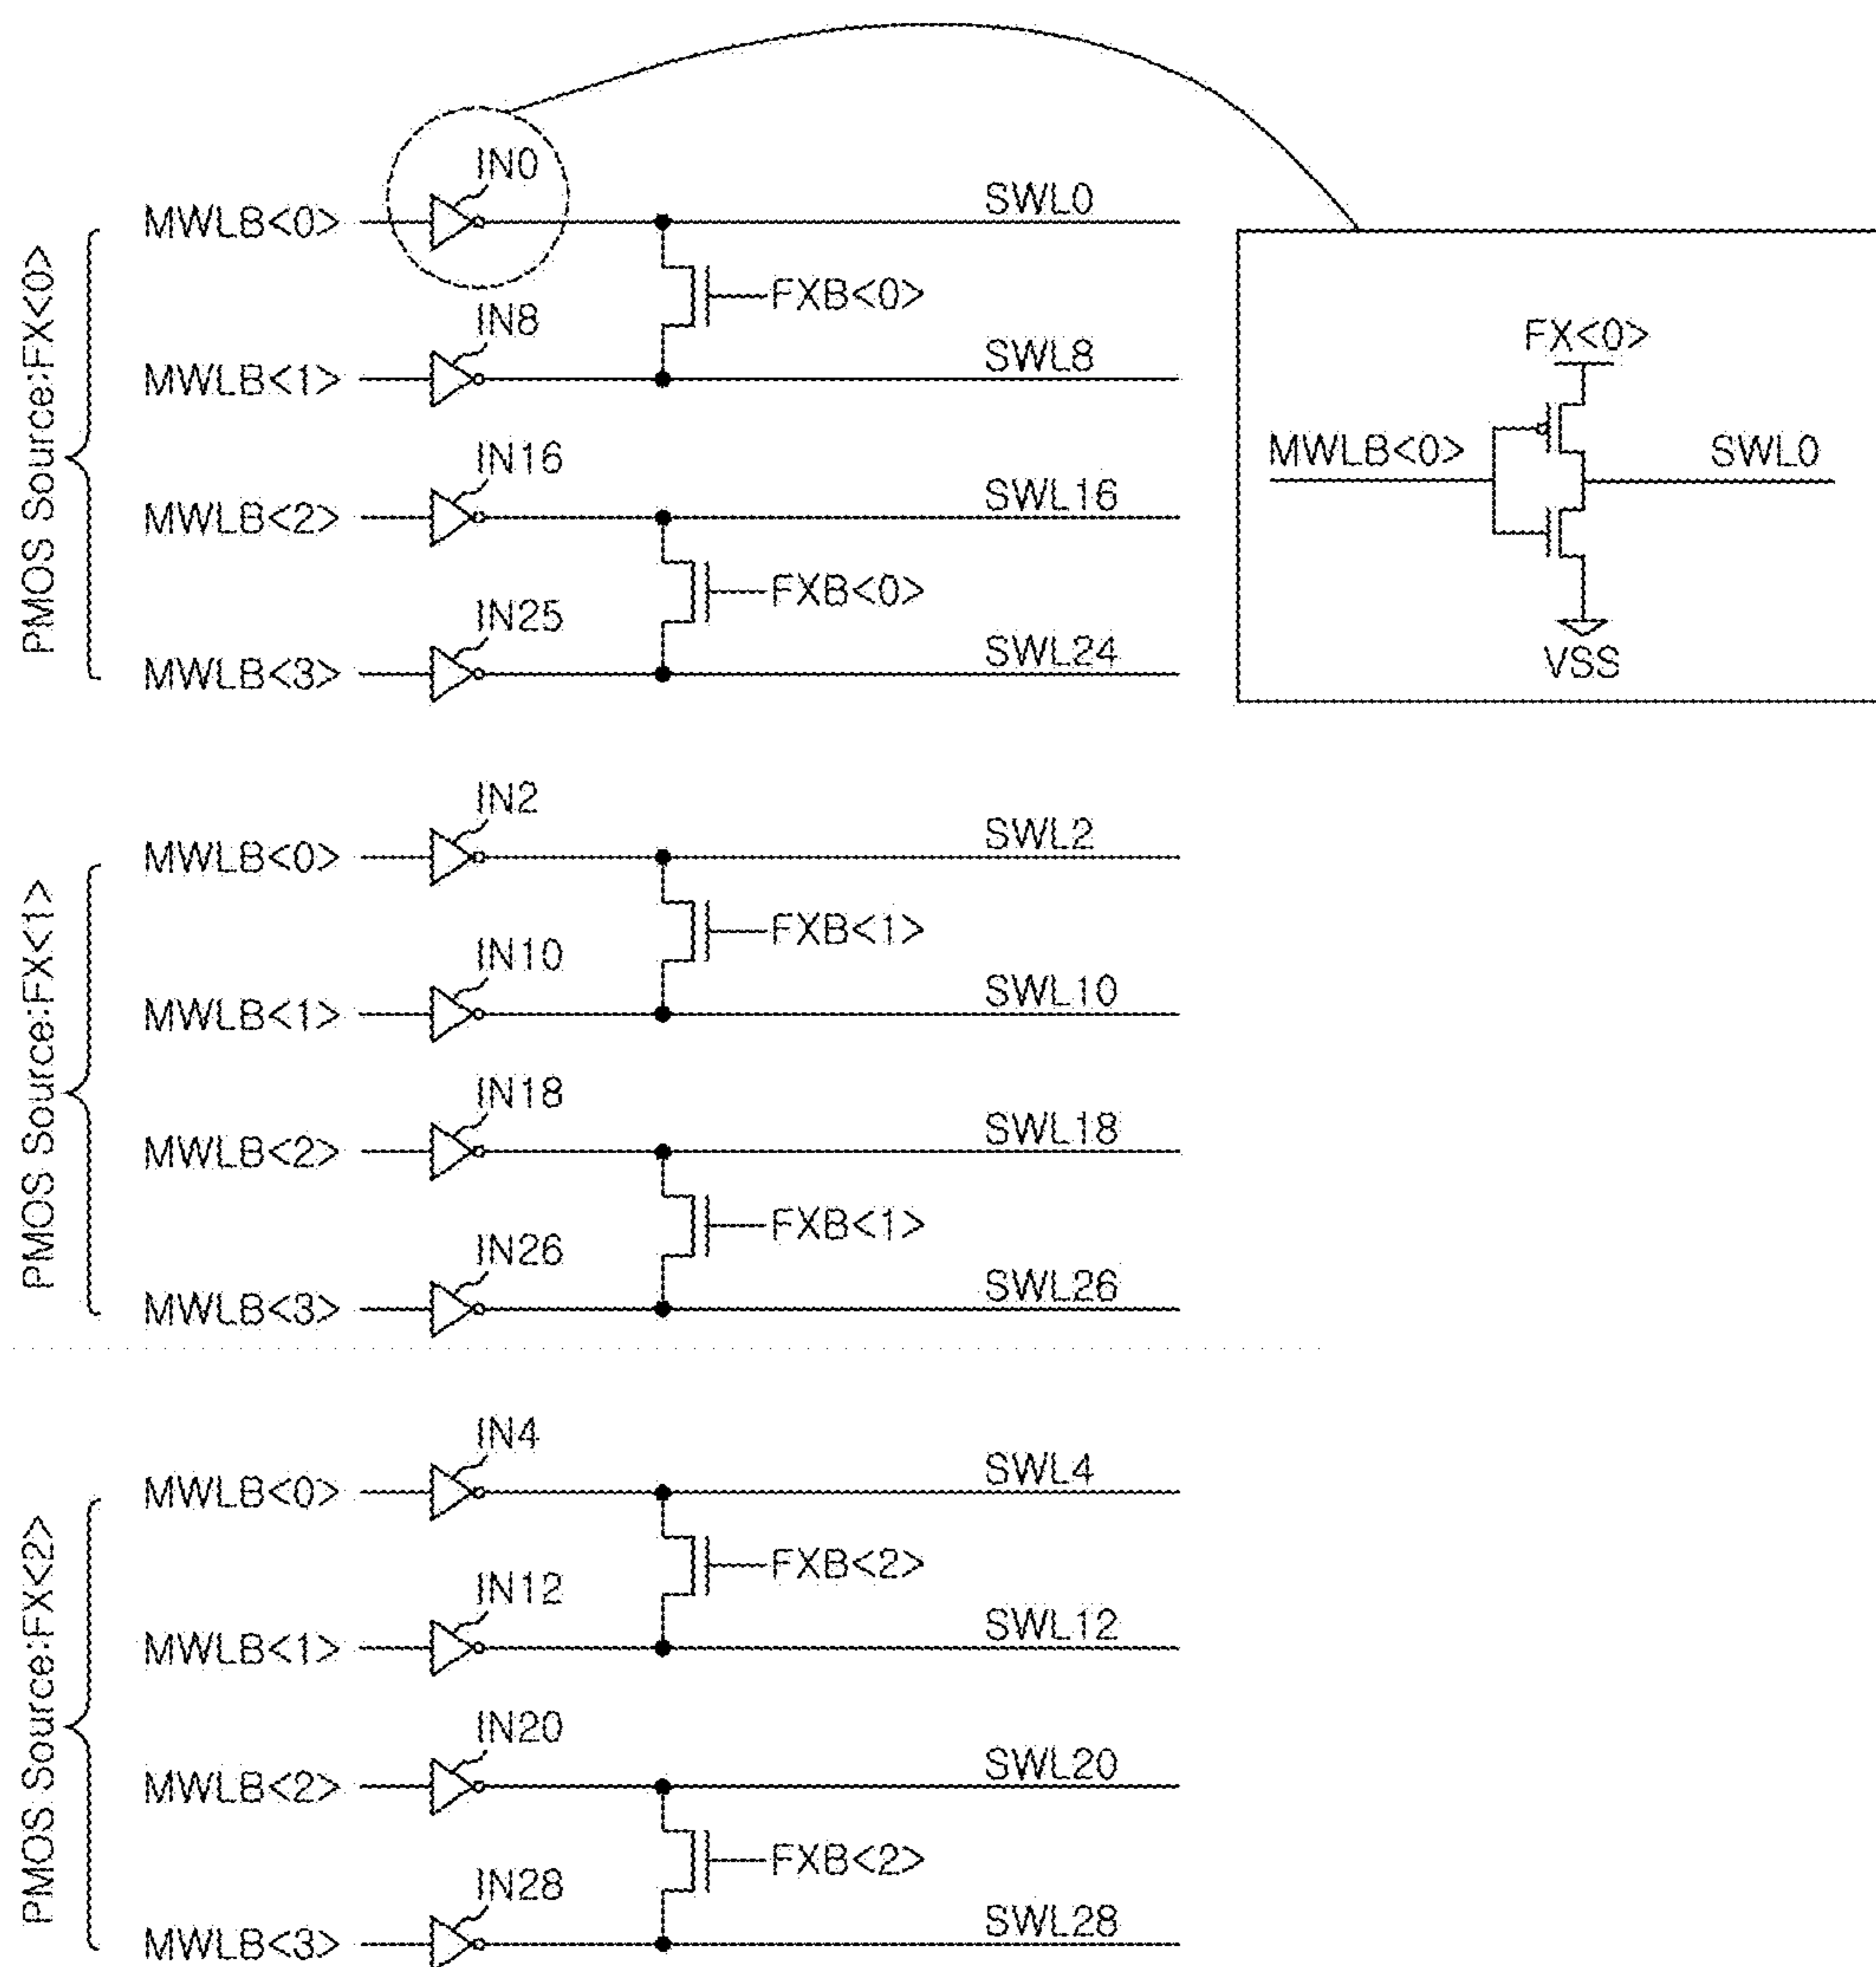 PMOS Source:FX<0>
IN0
MWLB<0>
SWL0
FXB<0>
IN8
MWLB<1>
SWL8
IN16
MWLB<2>
SWL16
FXB<0>
IN25
MWLB<3>
SWL24
FX<0>
MWLB<0>
SWL0
VSS
PMOS Source:FX<1>
IN2
MWLB<0>
SWL2
FXB<1>
IN10
MWLB<1>
SWL10
IN18
MWLB<2>
SWL18
FXB<1>
IN26
MWLB<3>
SWL26
PMOS Source:FX<2>
IN4
MWLB<0>
SWL4
FXB<2>
IN12
MWLB<1>
SWL12
IN20
MWLB<2>
SWL20
FXB<2>
IN28
MWLB<3>
SWL28